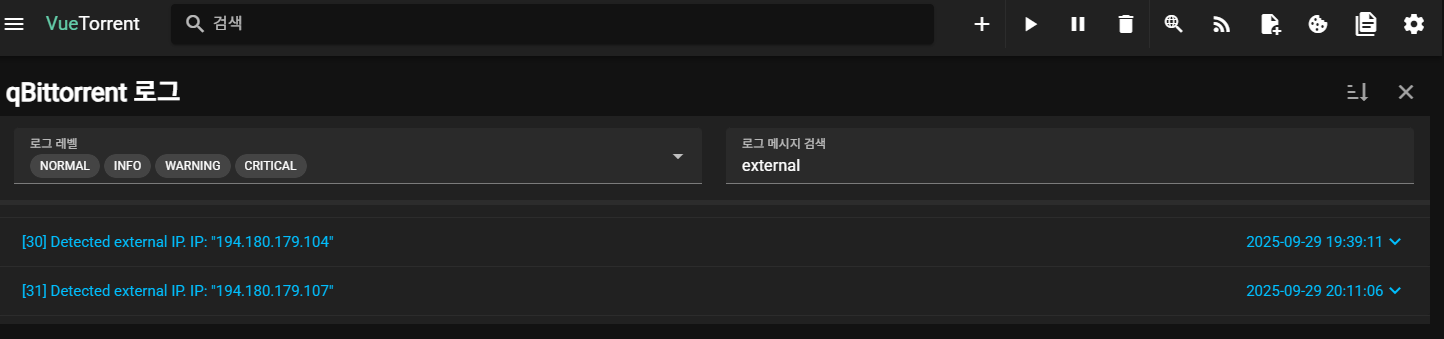 VueTorrent
검색
qBittorrent 로그
로그 레벨
NORMAL INFO WARNING CRITICAL
로그 메시지 검색
external
[30] Detected external IP. IP: "194.180.179.104" 2025-09-29 19:39:11
[31] Detected external IP. IP: "194.180.179.107" 2025-09-29 20:11:06